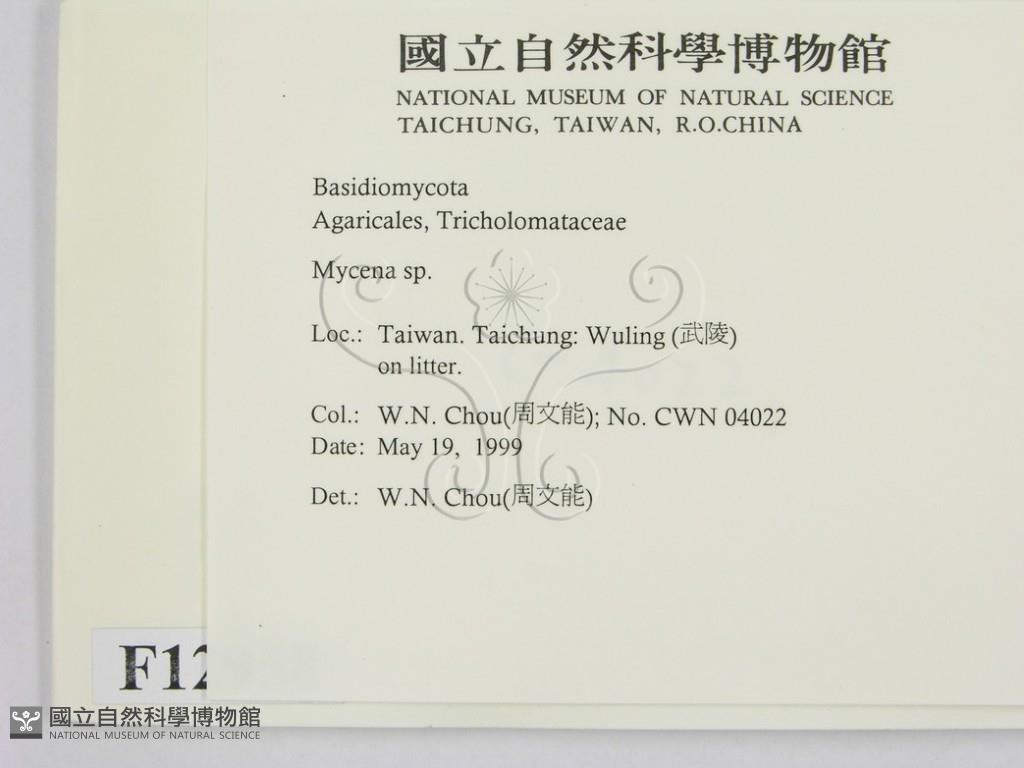 國立自然科學博物館
NATIONAL MUSEUM OF NATURAL SCIENCE
TAICHUNG, TAIWAN, R.O.CHINA
Basidiomycota
Agaricales, Tricholomataceae
Mycena sp.
Loc.: Taiwan. Taichung: Wuling (武陵)
on litter.
Col.: W.N. Chou(周文能); No. CWN 04022
Date: May 19, 1999
Det.: W.N. Chou(周文能)
F12
國立自然科學博物館
NATIONAL MUSEUM OF NATURAL SCIENCE